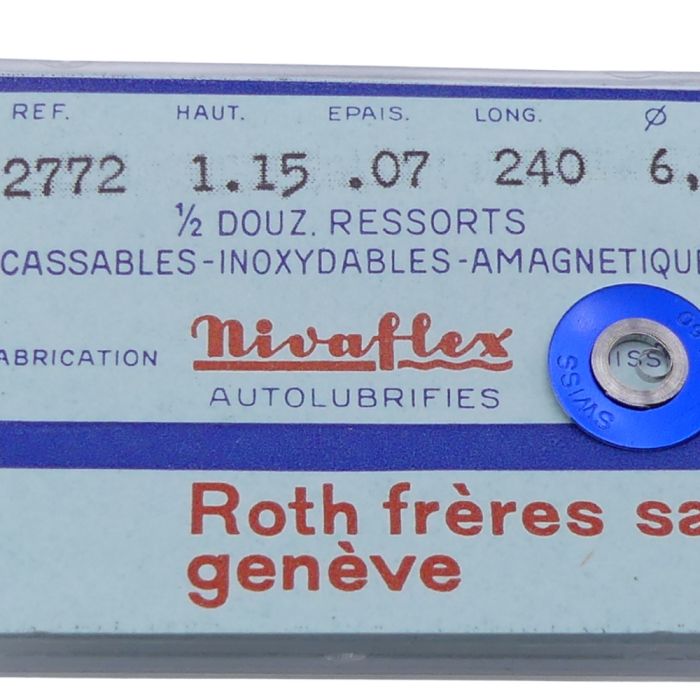 REF. HAUT. EPAIS. LONG. Ø
2772 1.15 .07 240 6,
½ DOUZ. RESSORTS
CASSABLES-INOXYDABLES-AMAGNETIQU
ABRICATION Nivaflex ISS
AUTOLUBRIFIES
SWISS
Roth frères sa
genève